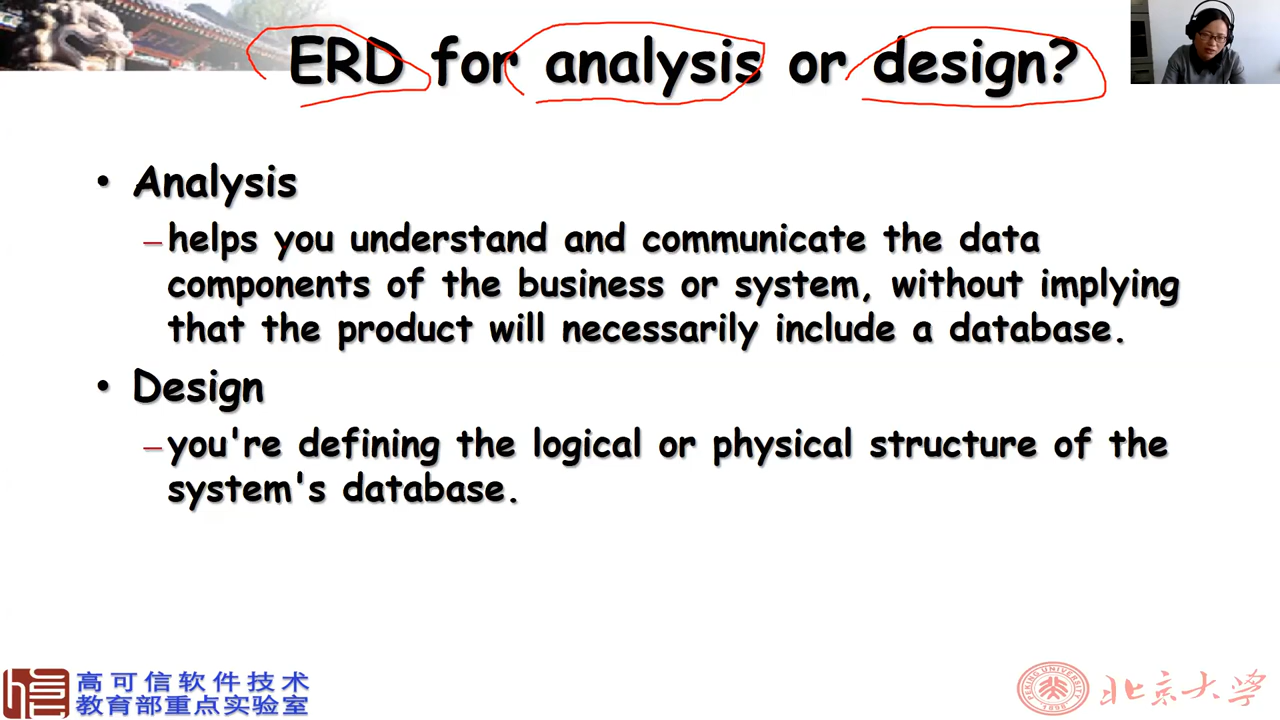 ERD for analysis or design?
• Analysis
–helps you understand and communicate the data
components of the business or system, without implying
that the product will necessarily include a database.
• Design
–you're defining the logical or physical structure of the
system's database.
高可信软件技术
教育部重点实验室
PEKING UNIVERSITY
1898
北京大学